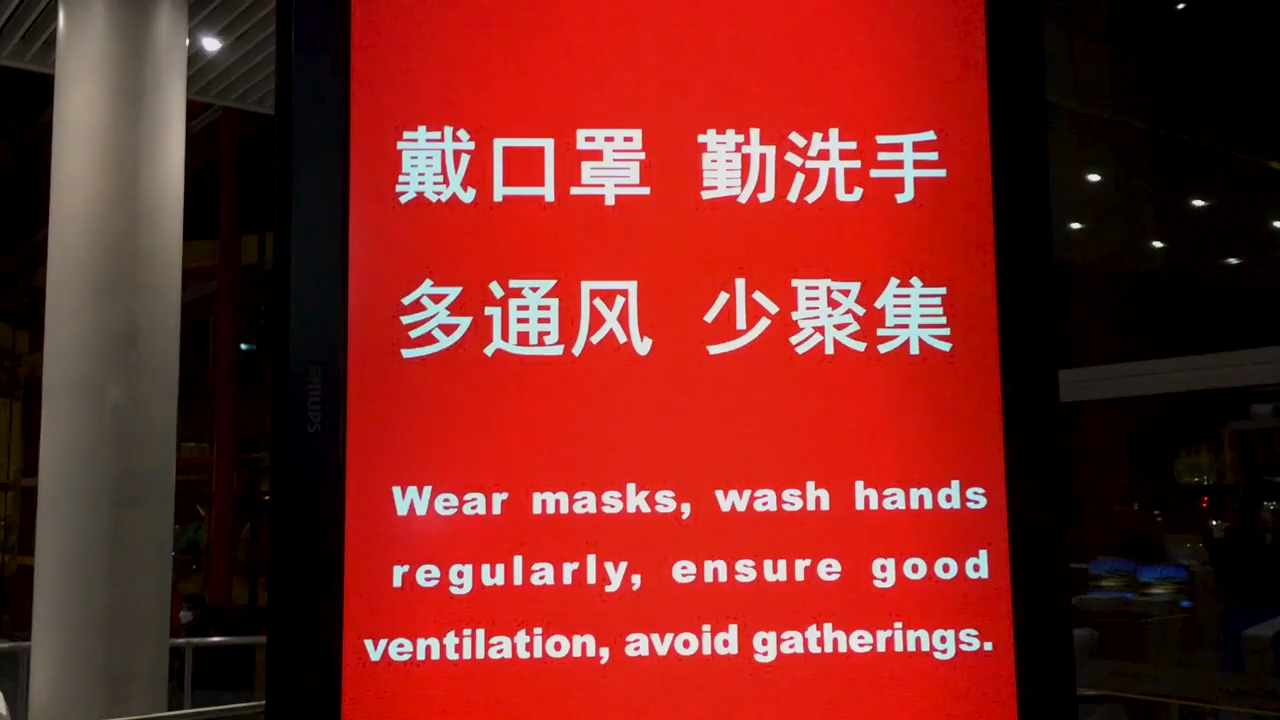 戴口罩 勤洗手
多通风 少聚集
Wear masks, wash hands
regularly, ensure good
ventilation, avoid gatherings.
PHILIPS